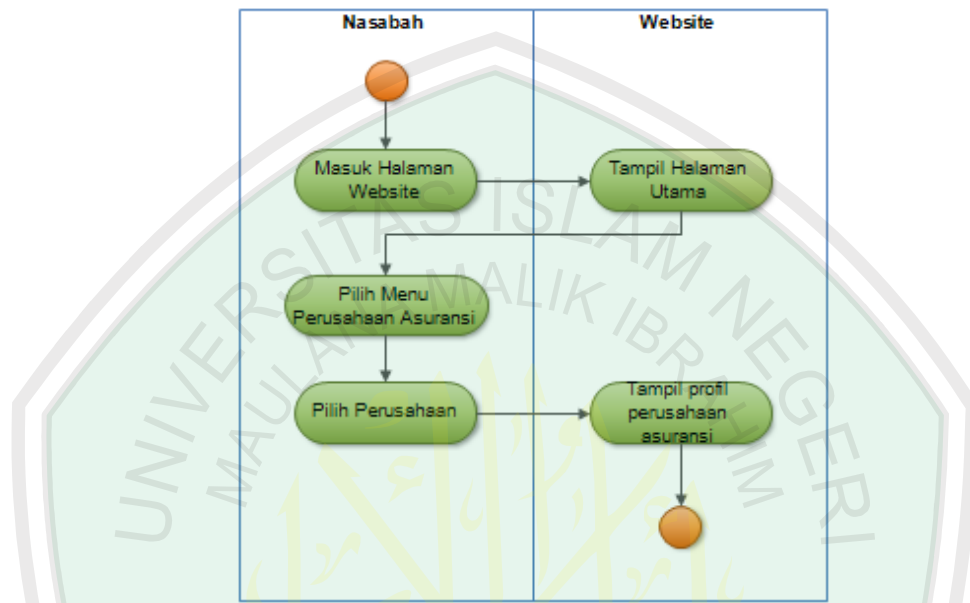 Nasabah
Website
Masuk Halaman
Website
Tampil Halaman
Utama
Pilih Menu
Perusahaan Asuransi
Pilih Perusahaan
Tampil profil
perusahaan
asuransi
UNIVERSITAS ISLAM NEGERI
MAULANA MALIK IBRAHIM